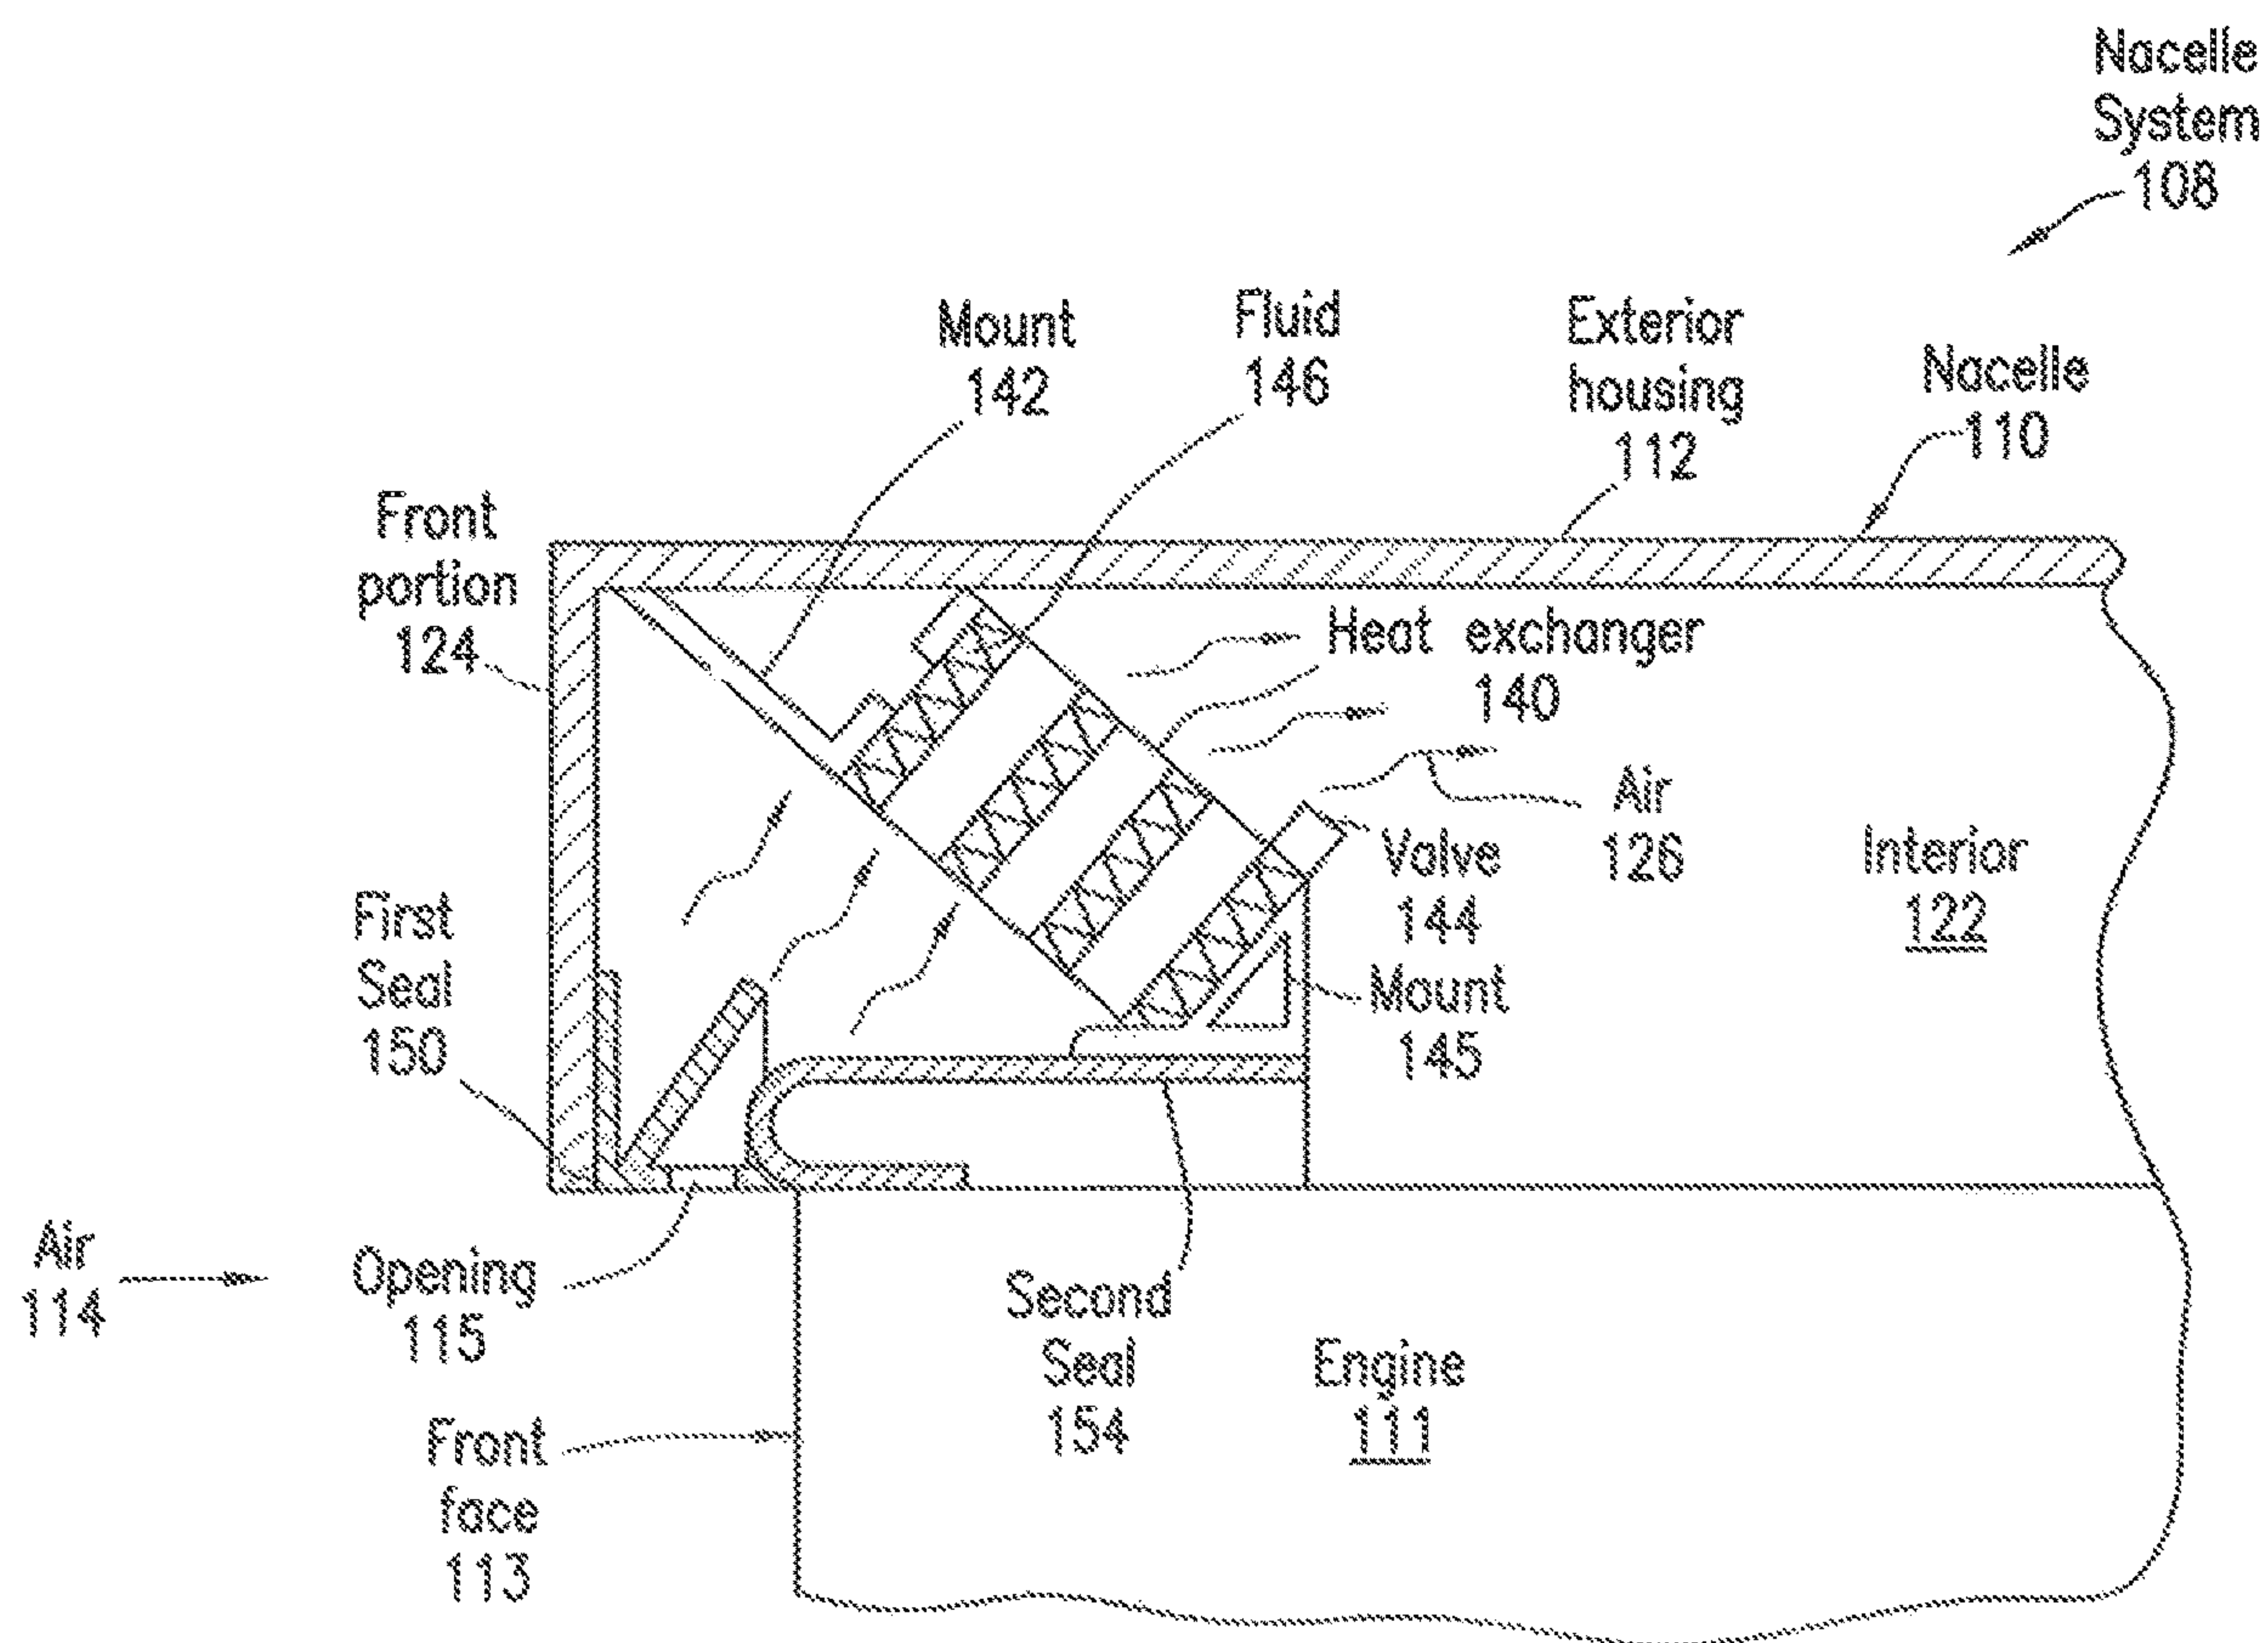 Nacelle
System
108
Mount
142
Fluid
146
Exterior
housing
112
Nacelle
110
Front
portion
124
Heat exchanger
140
Air
126
Valve
144
Interior
122
First
Seal
150
Mount
145
Air
114
Opening
115
Second
Seal
154
Engine
111
Front
face
113